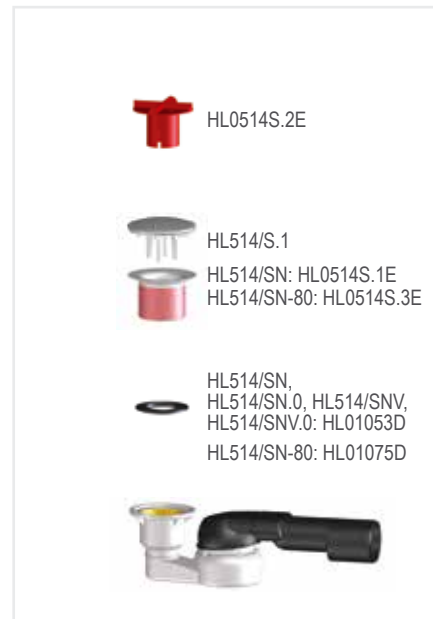 HL0514S.2E
HL514/S.1
HL514/SN: HL0514S.1E
HL514/SN-80: HL0514S.3E
HL514/SN,
HL514/SN.0, HL514/SNV,
HL514/SNV.0: HL01053D
HL514/SN-80: HL01075D